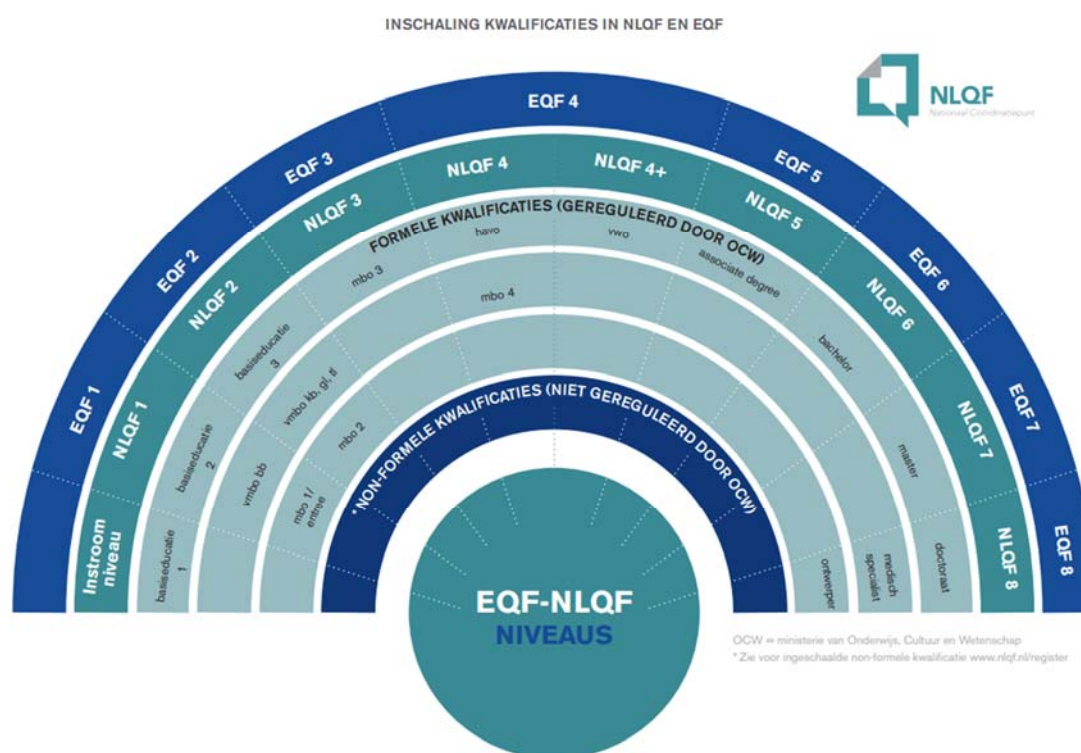 INSCHALING KWALIFICATIES IN NLQF EN EQF
NLQF
Nationaal Coördinatiepunt
EQF 1
EQF 2
EQF 3
EQF 4
EQF 5
EQF 6
EQF 7
EQF 8
Instroom
niveau
NLQF 1
NLQF 2
NLQF 3
NLQF 4
NLQF 4+
NLQF 5
NLQF 6
NLQF 7
NLQF 8
FORMELE KWALIFICATIES (GEREGULEERD DOOR OCW)
basiseducatie
1
basiseducatie
2
basiseducatie
3
mbo 3
havo
vwo
associate degree
bachelor
master
doctoraat
vmbo bb
vmbo kb, gl, tl
mbo 4
medisch
specialist
mbo 1/
entree
mbo 2
ontwerper
*NON-FORMELE KWALIFICATIES (NIET GEREGULEERD DOOR OCW)
EQF-NLQF
NIVEAUS
OCW = ministerie van Onderwijs, Cultuur en Wetenschap
* Zie voor ingeschaalde non-formele kwalificatie www.nlqf.nl/register